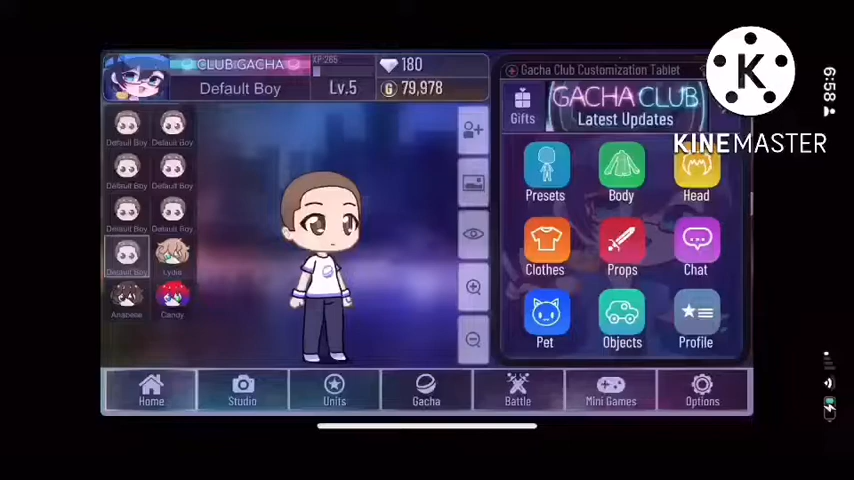 CLUB GACHA
Default Boy
XP:265
Lv.5
180
G 79,978
Default Boy
Default Boy
Default Boy
Default Boy
Default Boy
Default Boy
Default Boy
Lydia
Candy
Gacha Club Customization Tablet
Gifts
GACHA CLUB
Latest Updates
Presets
Body
Head
Clothes
Props
Chat
Pet
Objects
Profile
Home
Studio
Units
Gacha
Battle
Mini Games
Options
K
KINEMASTER
6:58